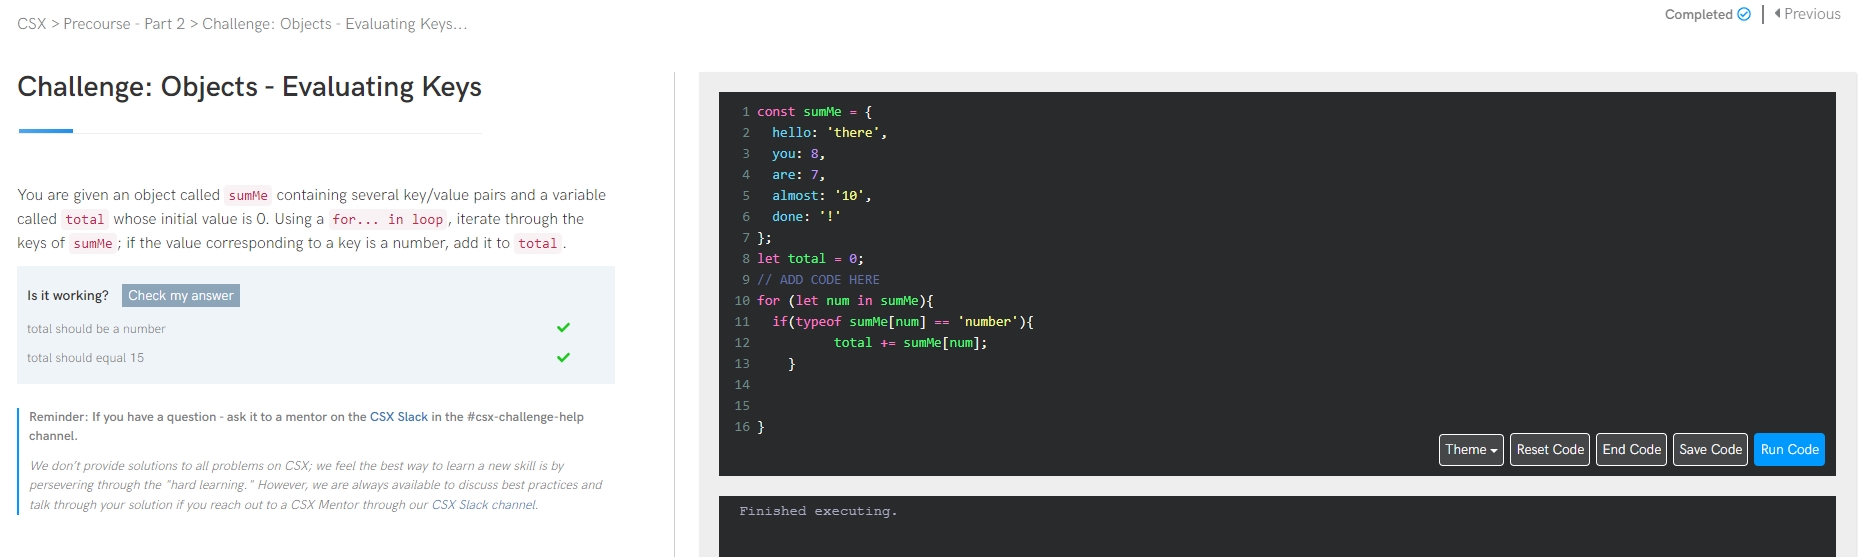 CSX > Precourse - Part 2 > Challenge: Objects - Evaluating Keys...
Completed
Previous
Challenge: Objects - Evaluating Keys
You are given an object called sumMe containing several key/value pairs and a variable
called total whose initial value is 0. Using a for... in loop, iterate through the
keys of sumMe; if the value corresponding to a key is a number, add it to total.
Is it working? Check my answer
total should be a number
total should equal 15
Reminder: If you have a question - ask it to a mentor on the CSX Slack in the #csx-challenge-help
channel.
We don't provide solutions to all problems on CSX; we feel the best way to learn a new skill is by
persevering through the "hard learning." However, we are always available to discuss best practices and
talk through your solution if you reach out to a CSX Mentor through our CSX Slack channel.
1 const sumMe = {
2 hello: 'there',
3 you: 8,
4 are: 7,
5 almost: '10',
6 done: '!'
7 };
8 let total = 0;
9 // ADD CODE HERE
10 for (let num in sumMe){
11 if(typeof sumMe[num] == 'number'){
12 total += sumMe[num];
13 }
14
15
16 }
Theme Reset Code End Code Save Code Run Code
Finished executing.